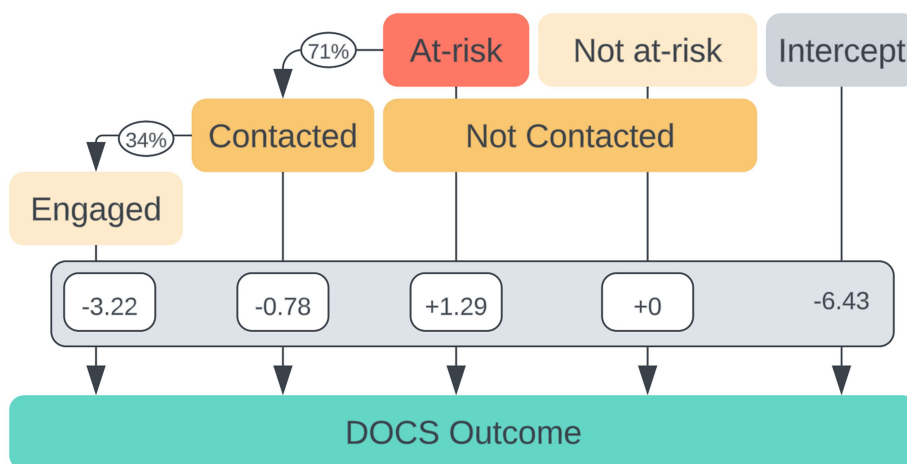 71%
At-risk
Not at-risk
Intercept
34%
Contacted
Not Contacted
Engaged
-3.22
-0.78
+1.29
+0
-6.43
DOCS Outcome